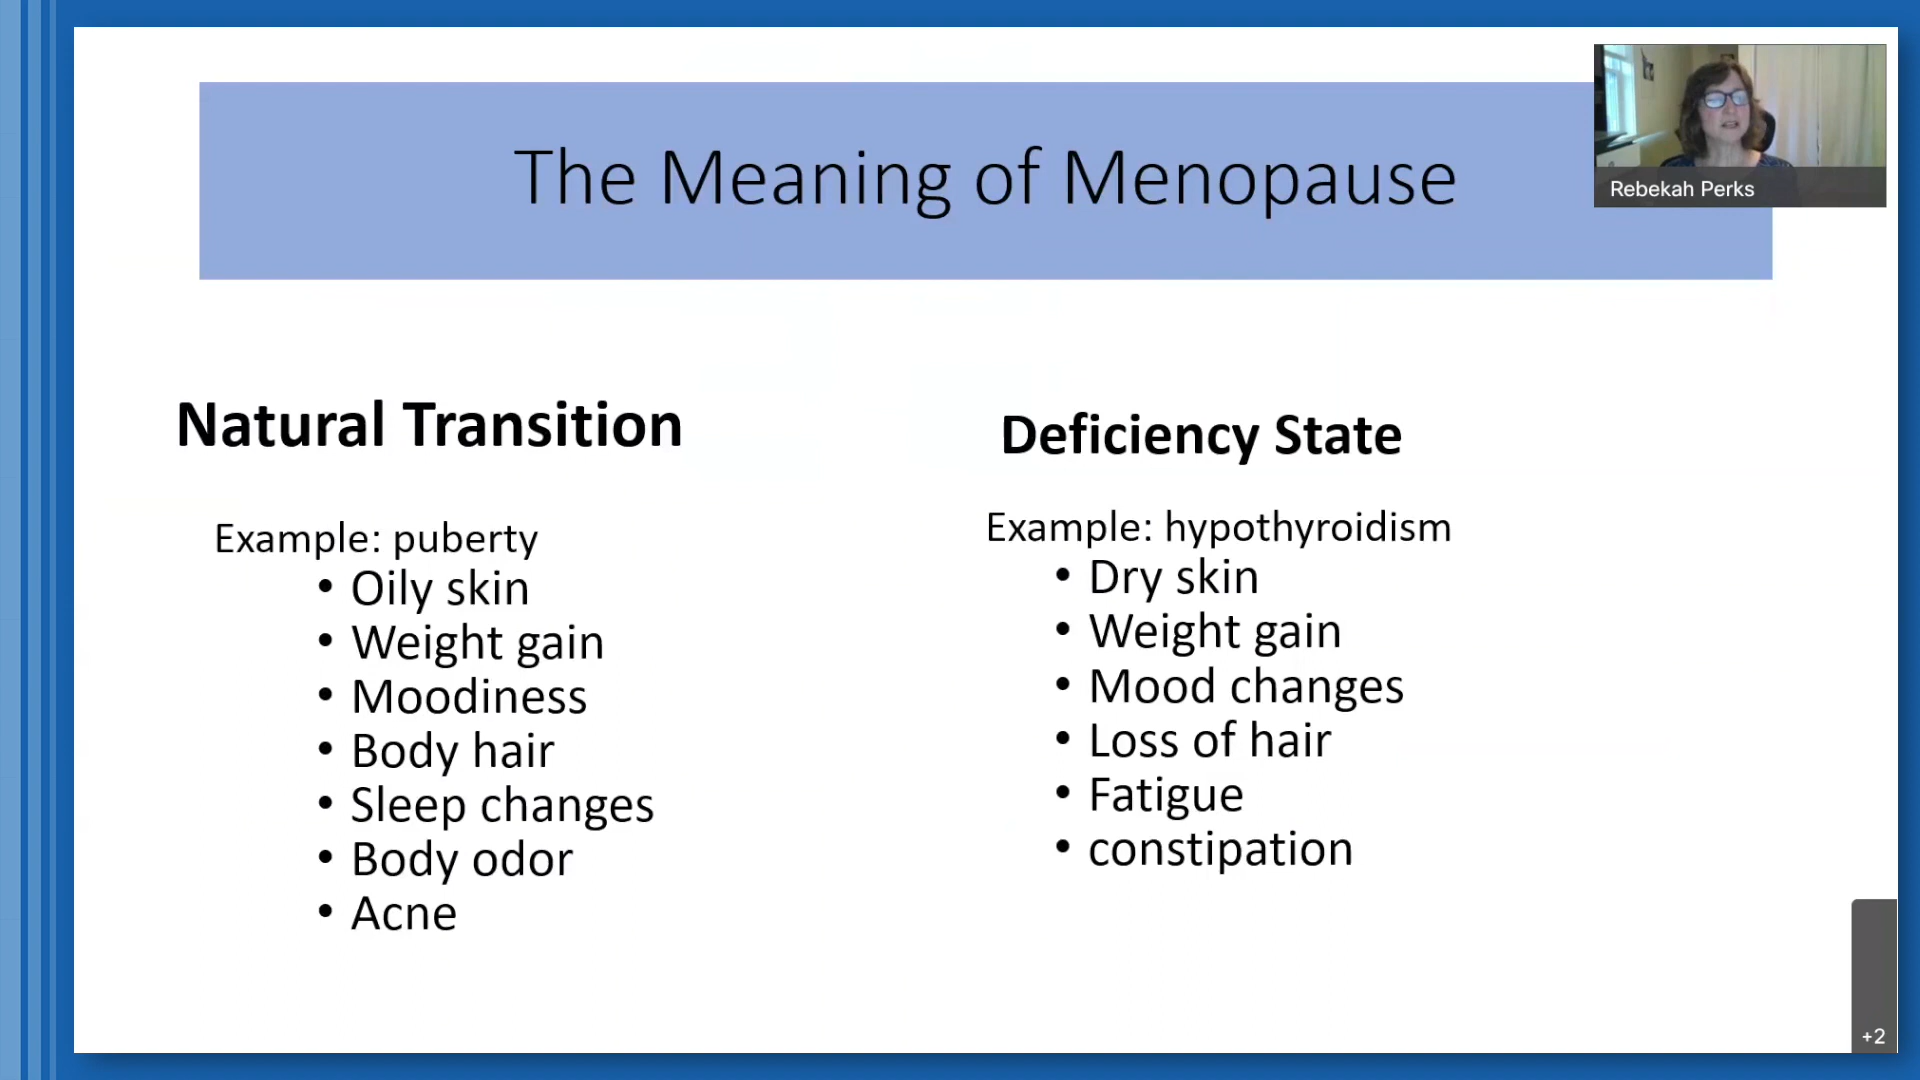 The Meaning of Menopause
Rebekah Perks
Natural Transition
Example: puberty
• Oily skin
• Weight gain
• Moodiness
• Body hair
• Sleep changes
• Body odor
• Acne
Deficiency State
Example: hypothyroidism
• Dry skin
• Weight gain
• Mood changes
• Loss of hair
• Fatigue
• constipation
+2